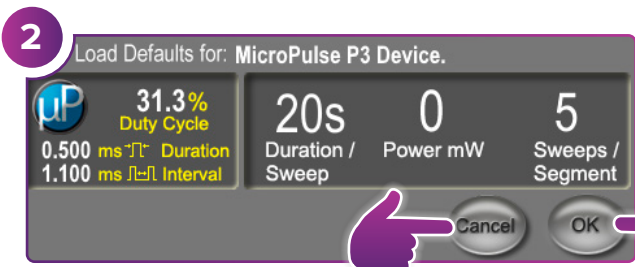 2
Load Defaults for: MicroPulse P3 Device.
µP
31.3%
Duty Cycle
0.500 ms Duration
1.100 ms Interval
20s
Duration /
Sweep
0
Power mW
5
Sweeps /
Segment
Cancel
OK